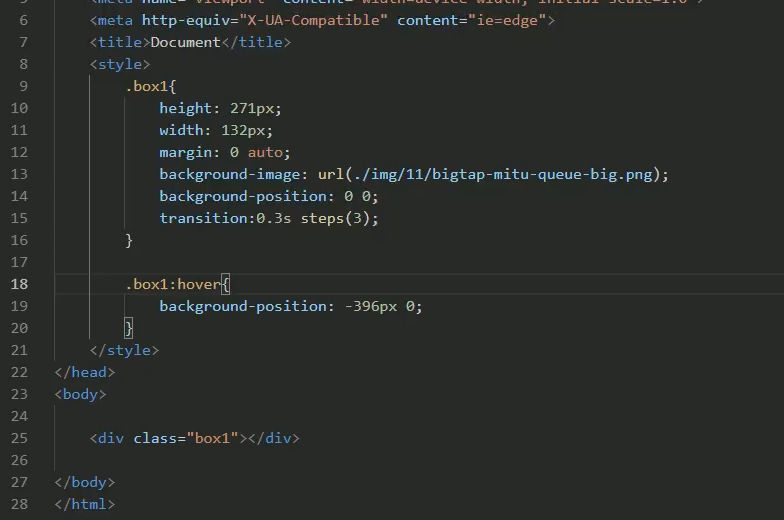 5 <meta name="viewport" content="width=device-width, initial-scale=1.0">
6 <meta http-equiv="X-UA-Compatible" content="ie=edge">
7 <title>Document</title>
8 <style>
9 .box1{
10 height: 271px;
11 width: 132px;
12 margin: 0 auto;
13 background-image: url(./img/11/bigtap-mitu-queue-big.png);
14 background-position: 0 0;
15 transition:0.3s steps(3);
16 }
17
18 .box1:hover{
19 background-position: -396px 0;
20 }
21 </style>
22 </head>
23 <body>
24
25 <div class="box1"></div>
26
27 </body>
28 </html>